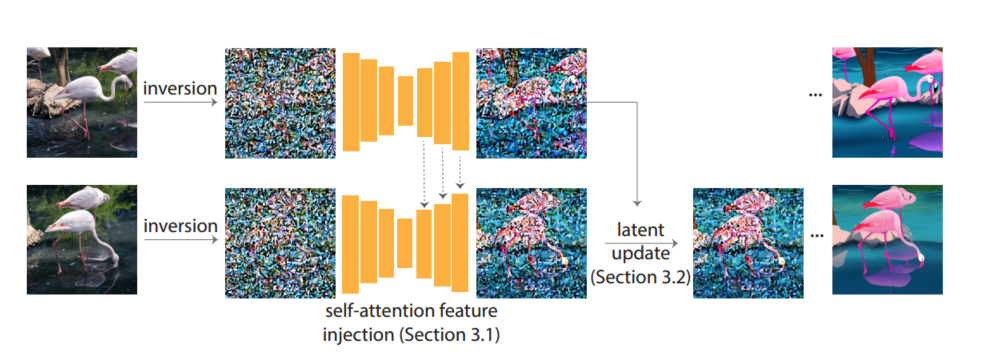 inversion
...
inversion
latent
update
(Section 3.2)
...
self-attention feature
injection (Section 3.1)